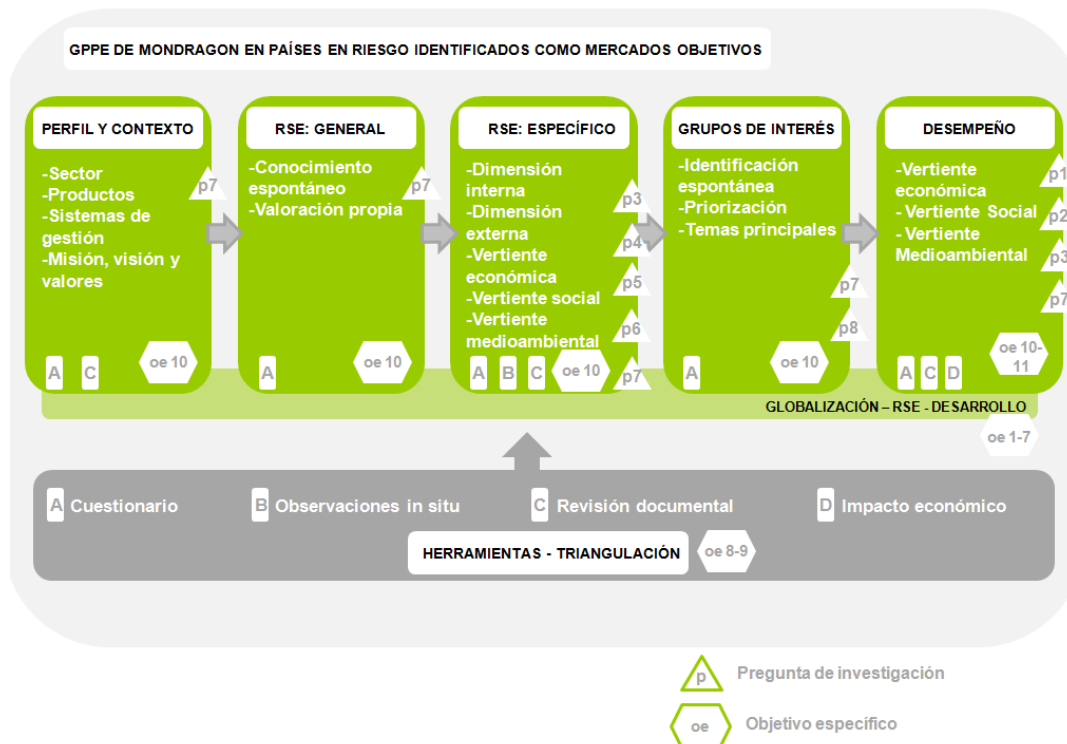 GPPE DE MONDRAGON EN PAÍSES EN RIESGO IDENTIFICADOS COMO MERCADOS OBJETIVOS
PERFIL Y CONTEXTO
-Sector
-Productos
-Sistemas de
gestión
-Misión, visión y
valores
p7
A C
oe 10
RSE: GENERAL
-Conocimiento
espontáneo
-Valoración propia
p7
A
oe 10
RSE: ESPECÍFICO
-Dimensión
interna
-Dimensión
externa
-Vertiente
económica
-Vertiente social
-Vertiente
medioambiental
p3
p4
p5
p6
p7
A B C
oe 10
GRUPOS DE INTERÉS
-Identificación
espontánea
-Priorización
-Temas principales
p7
p8
A
oe 10
DESEMPEÑO
-Vertiente
económica
- Vertiente Social
- Vertiente
Medioambiental
p1
p2
p3
p7
A C D
oe 10-
11
GLOBALIZACIÓN – RSE - DESARROLLO
oe 1-7
A Cuestionario
B Observaciones in situ
C Revisión documental
D Impacto económico
HERRAMIENTAS - TRIANGULACIÓN
oe 8-9
p Pregunta de investigación
oe Objetivo específico